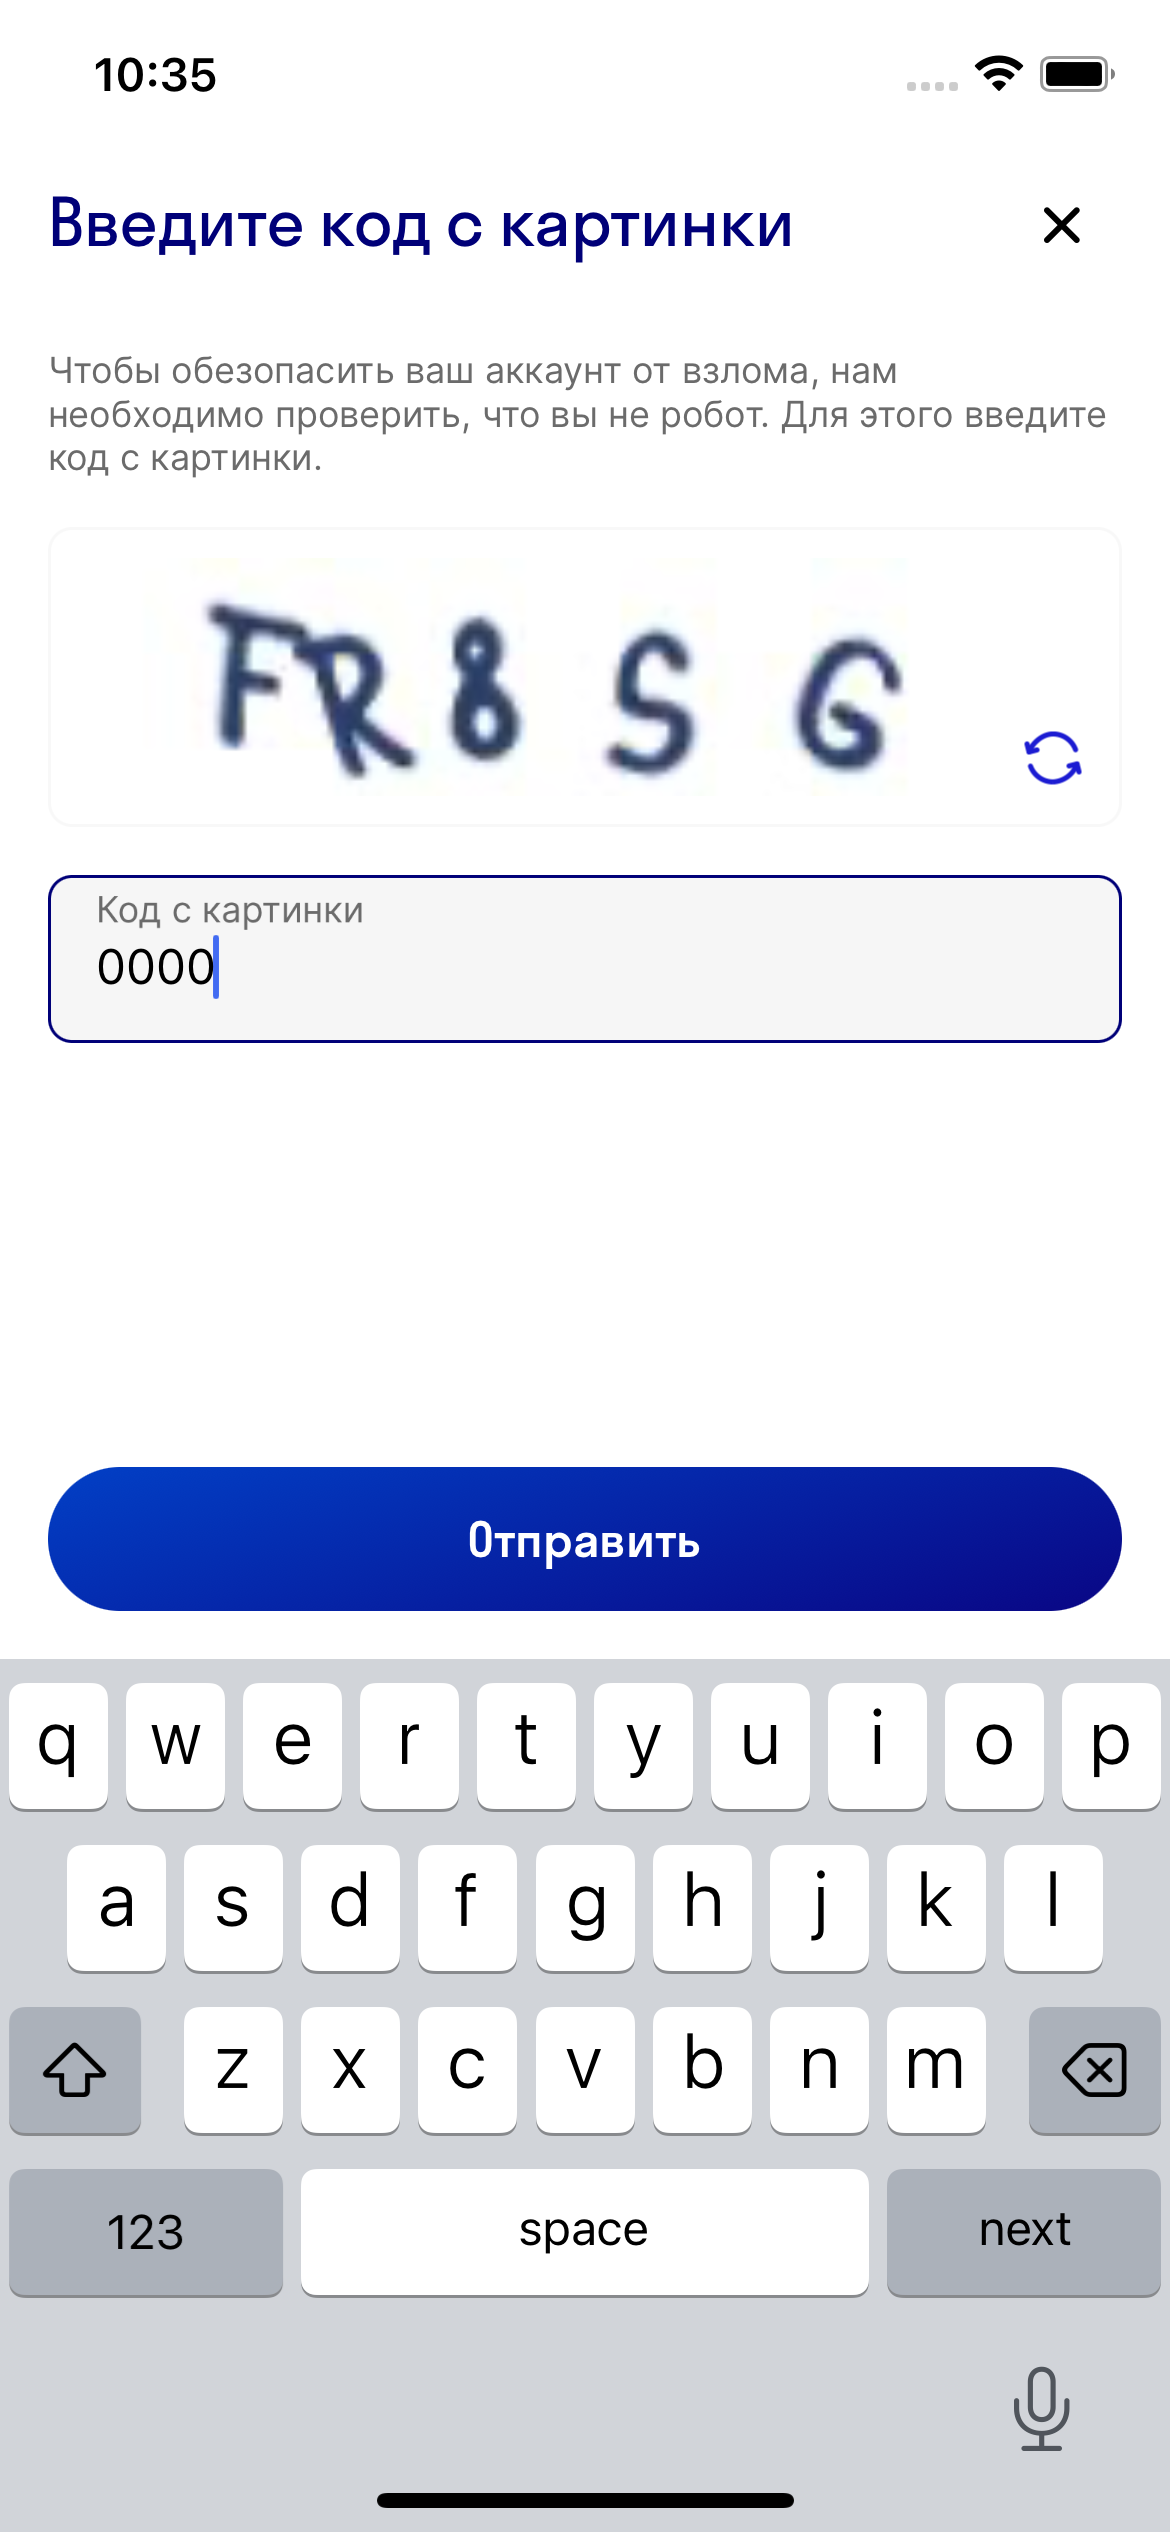 10:35
Введите код с картинки
Чтобы обезопасить ваш аккаунт от взлома, нам
необходимо проверить, что вы не робот. Для этого введите
код с картинки.
FR8SG
Код с картинки
0000
Отправить
q w e r t y u i o p
a s d f g h j k l
z x c v b n m
123 space next